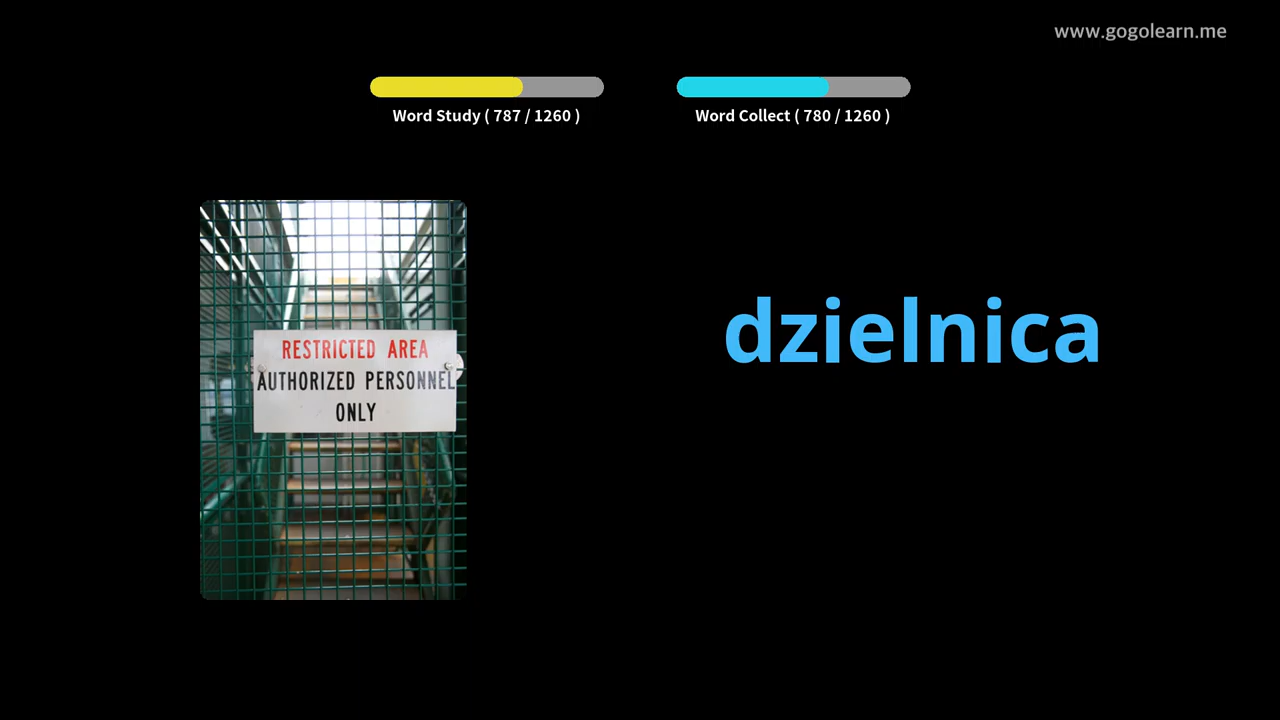 www.gogolearn.me
Word Study ( 787 / 1260 )
Word Collect ( 780 / 1260 )
RESTRICTED AREA
AUTHORIZED PERSONNEL
ONLY
dzielnica